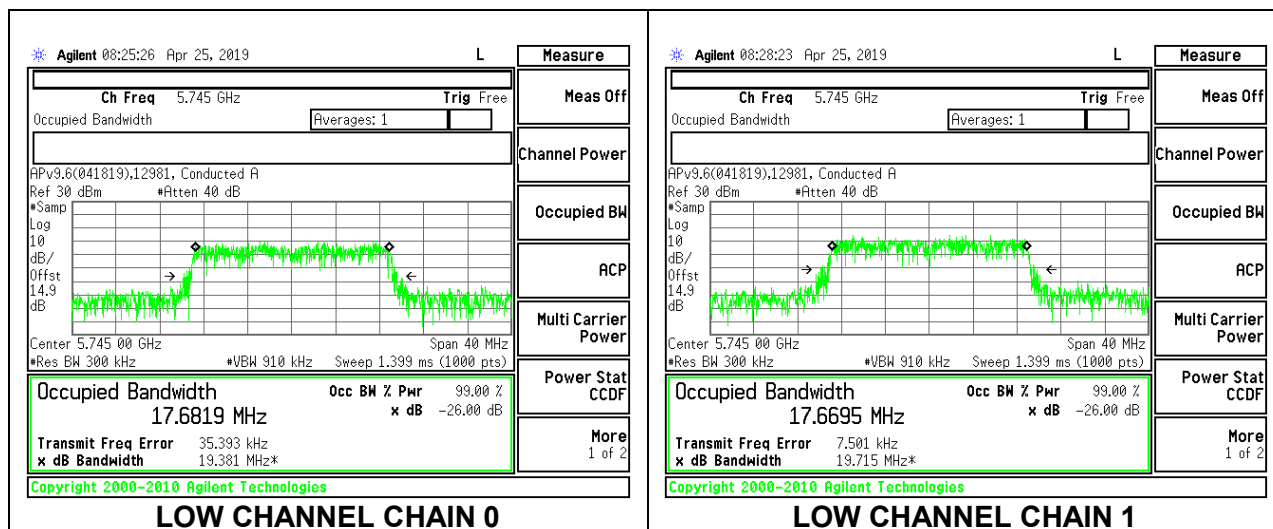 Agilent 08:25:26 Apr 25, 2019 L
Measure
Ch Freq 5.745 GHz Trig Free
Occupied Bandwidth Averages: 1
APv9.6(041819),12981, Conducted A
Ref 30 dBm #Atten 40 dB
#Samp
Log
10
dB/
Offst
14.9
dB
Center 5.745 00 GHz Span 40 MHz
#Res BW 300 kHz #VBW 910 kHz Sweep 1.399 ms (1000 pts)
Occupied Bandwidth Occ BW % Pwr 99.00 %
17.6819 MHz x dB -26.00 dB
Transmit Freq Error 35.393 kHz
x dB Bandwidth 19.381 MHz*
Meas Off
Channel Power
Occupied BW
ACP
Multi Carrier
Power
Power Stat
CCDF
More
1 of 2
Copyright 2000-2010 Agilent Technologies
LOW CHANNEL CHAIN 0
Agilent 08:28:23 Apr 25, 2019 L
Measure
Ch Freq 5.745 GHz Trig Free
Occupied Bandwidth Averages: 1
APv9.6(041819),12981, Conducted A
Ref 30 dBm #Atten 40 dB
#Samp
Log
10
dB/
Offst
14.9
dB
Center 5.745 00 GHz Span 40 MHz
#Res BW 300 kHz #VBW 910 kHz Sweep 1.399 ms (1000 pts)
Occupied Bandwidth Occ BW % Pwr 99.00 %
17.6695 MHz x dB -26.00 dB
Transmit Freq Error 7.501 kHz
x dB Bandwidth 19.715 MHz*
Meas Off
Channel Power
Occupied BW
ACP
Multi Carrier
Power
Power Stat
CCDF
More
1 of 2
Copyright 2000-2010 Agilent Technologies
LOW CHANNEL CHAIN 1